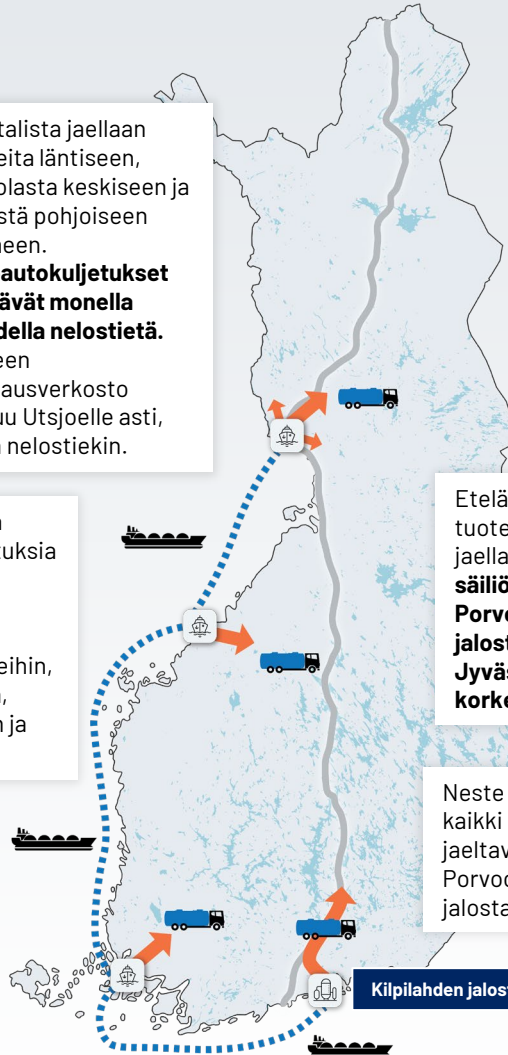 talista jaellaan
eita läntiseen,
olasta keskiseen ja
stä pohjoiseen
neen.
autokuljetukset
ävät monella
della nelostietä.
een
ausverkosto
uu Utsjoelle asti,
nelostiekin.
tuksia
eihin,
n ja
Etelä
tuote
jaella
säiliö
Porvo
jalost
Jyväs
korke
Neste
kaikki
jaeltav
Porvoo
jalosta
Kilpilahden jalost